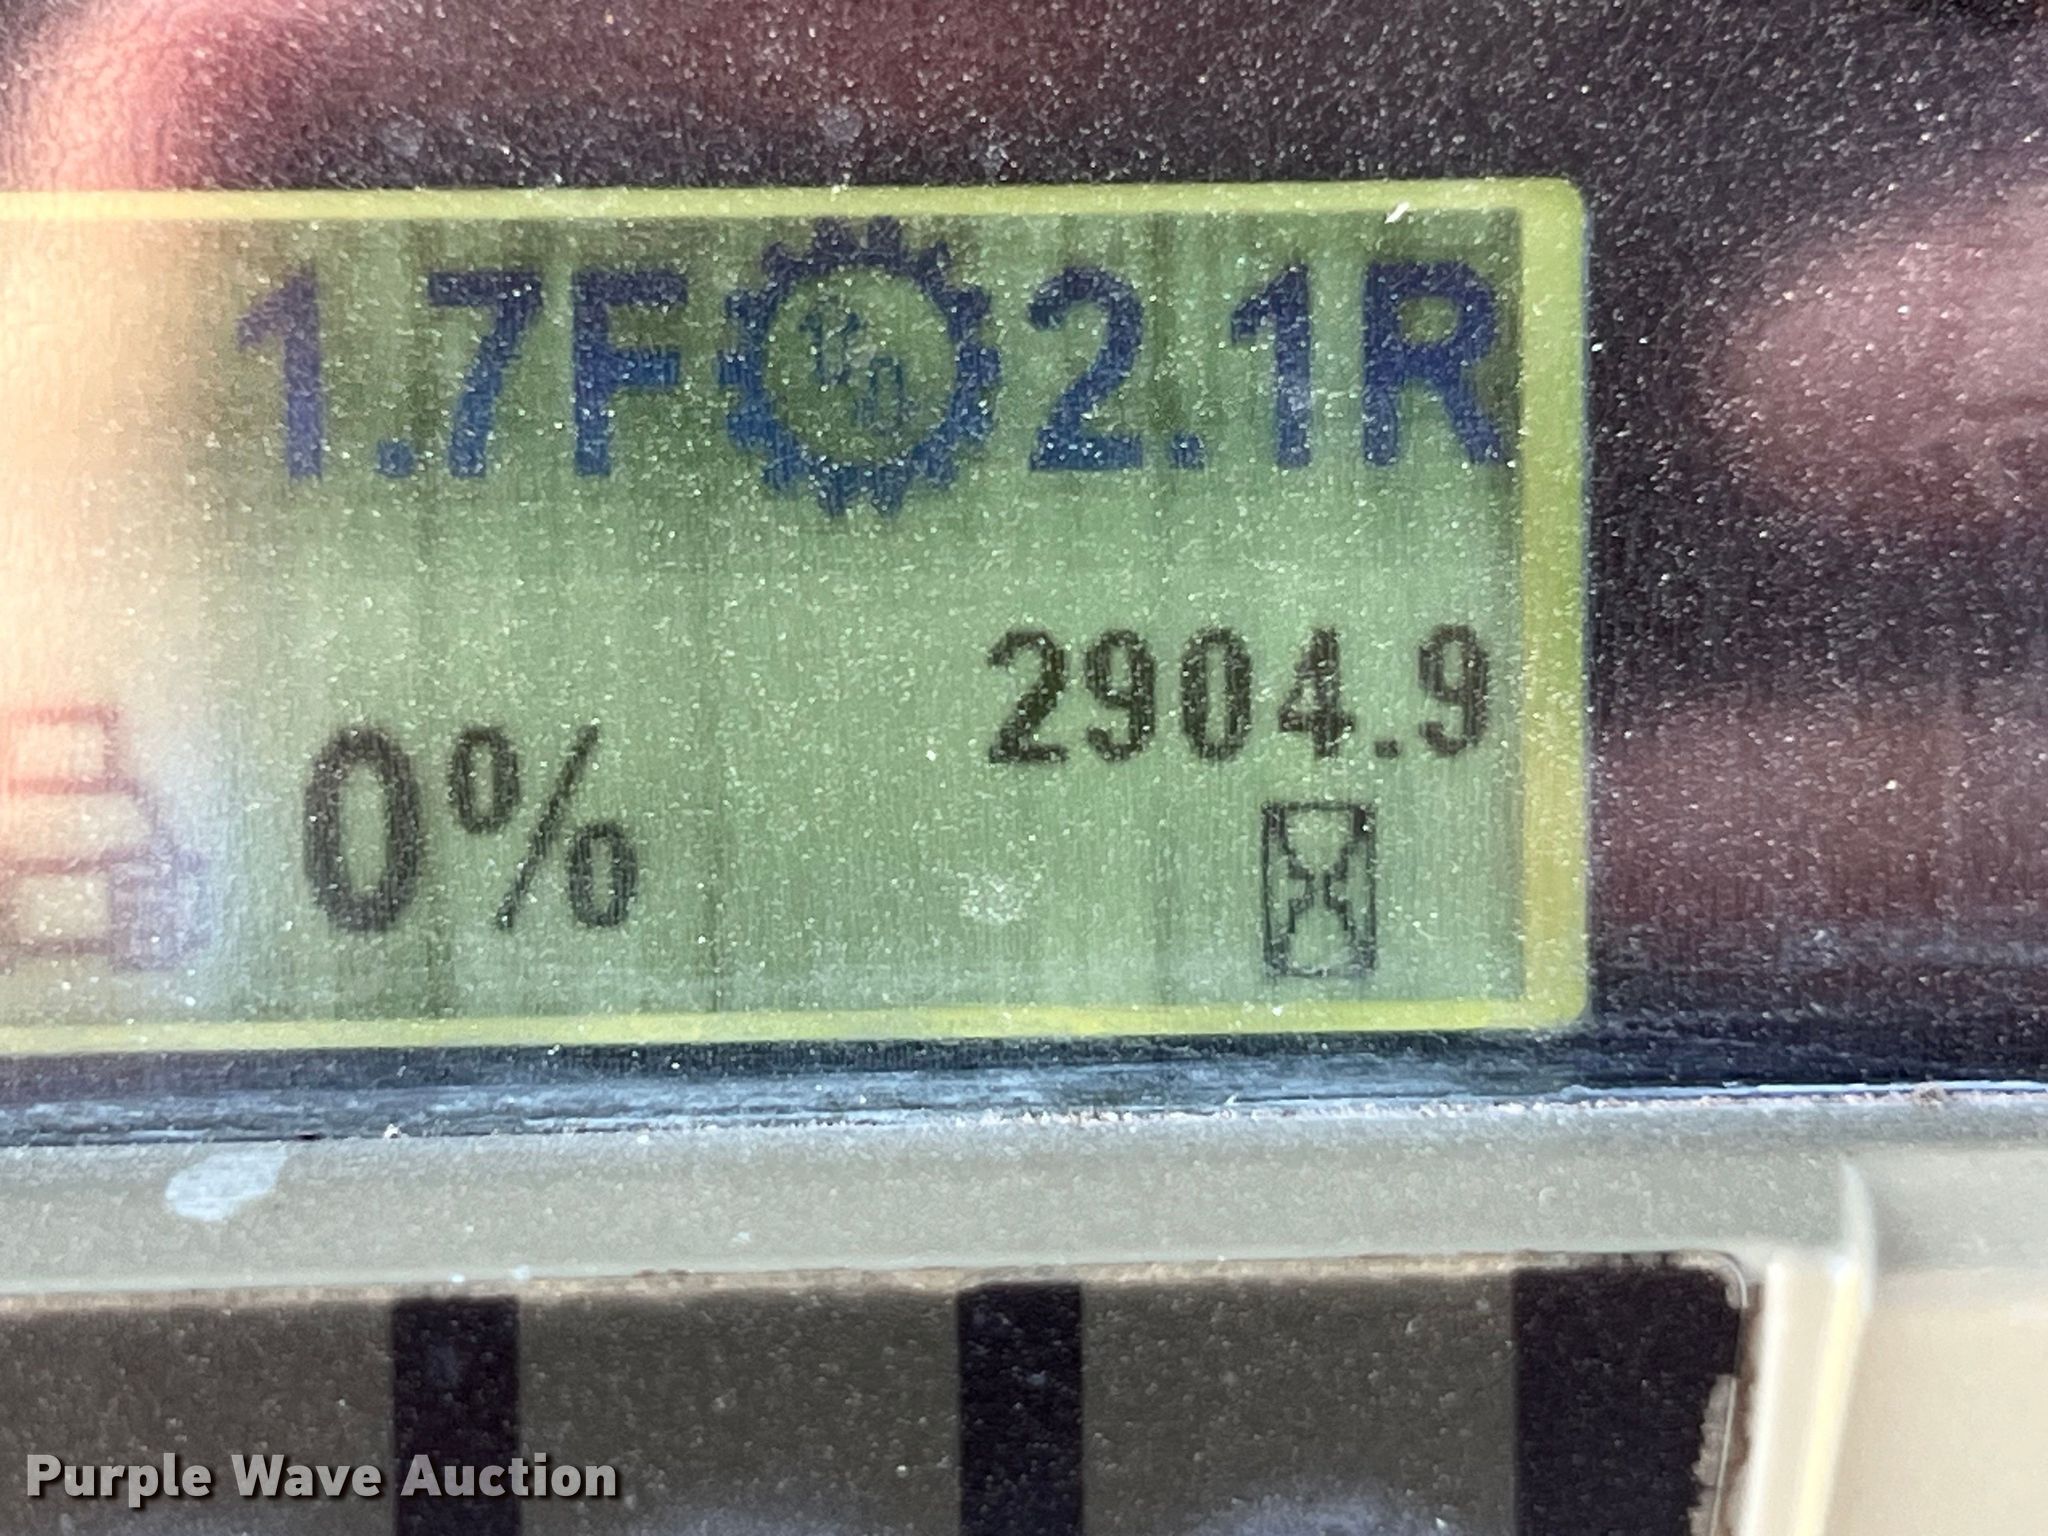 1.7F 2.1R
2904.9
0%
Purple Wave Auction